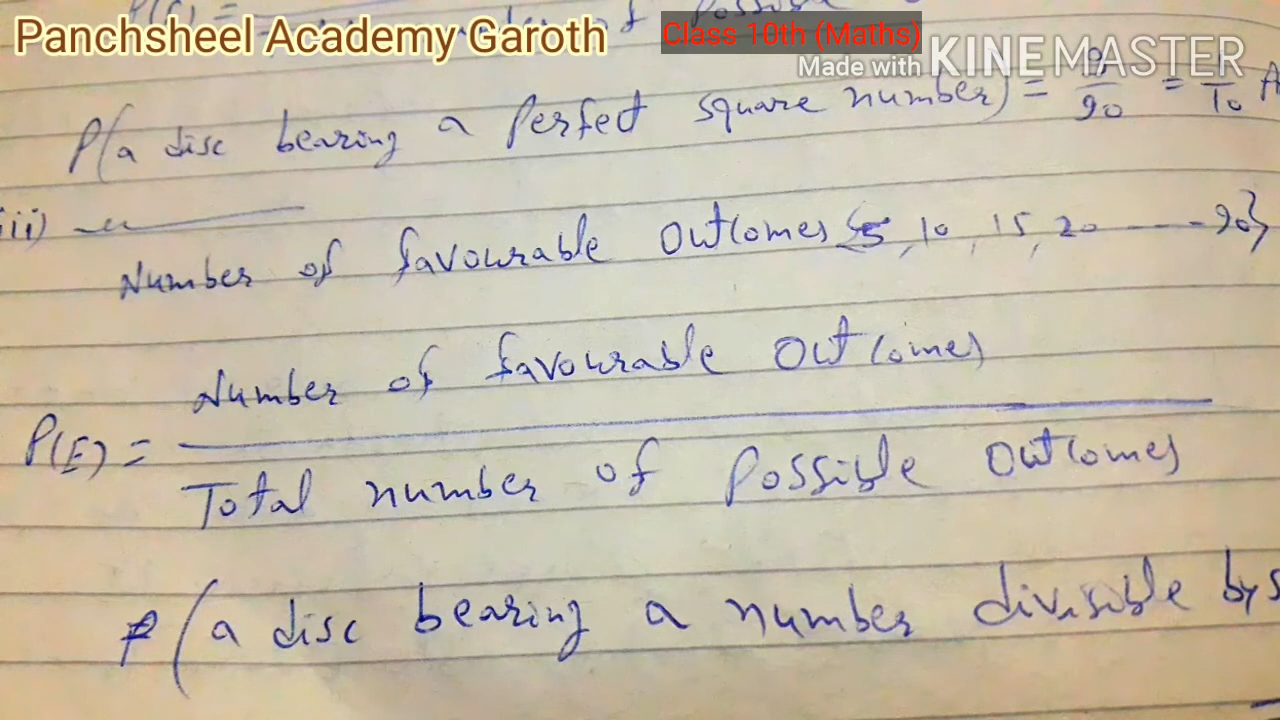 Panchsheel Academy Garoth
Class 10th (Maths)
Made with KINEMASTER
of possible
P(a disc bearing a perfect square number) = 9/90 = 1/10
iii)
Number of favourable outcomes {5, 10, 15, 20 ---- 90}
P(E) = Number of favourable outcomes
Total number of possible outcomes
P(a disc bearing a number divisible by 5